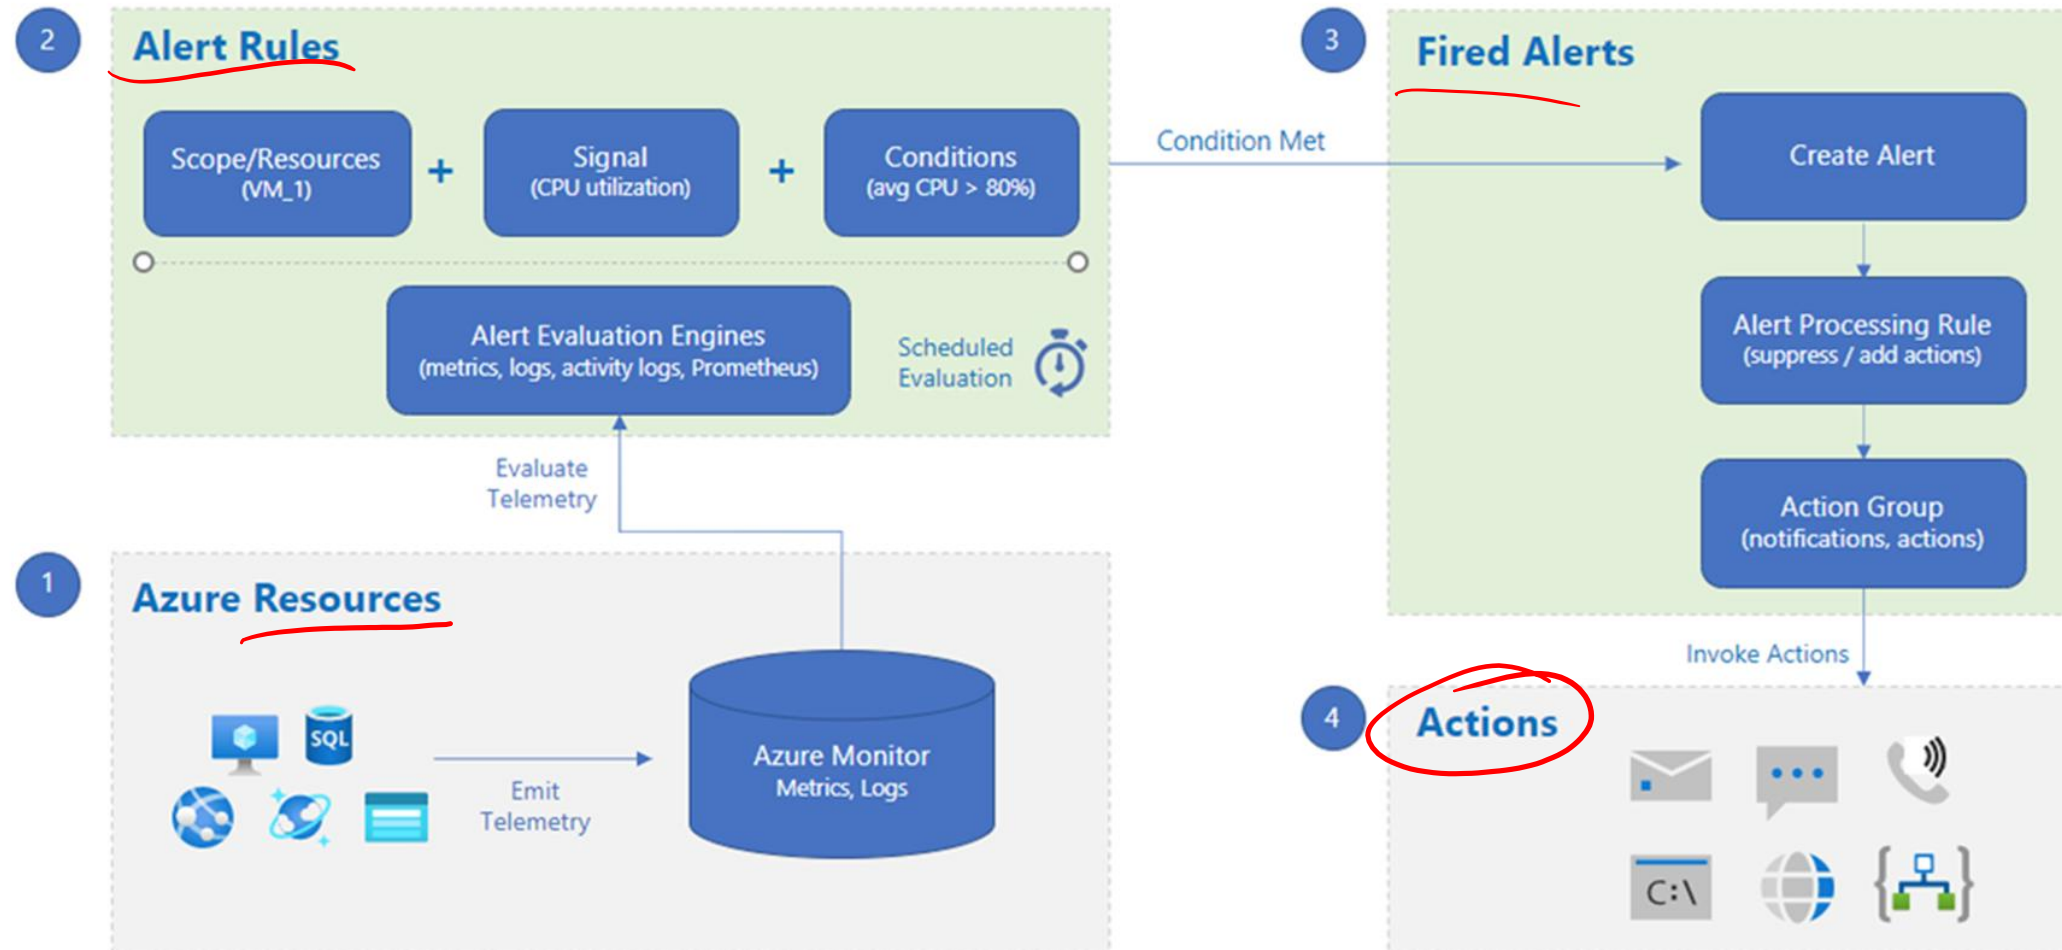 2
Alert Rules
Scope/Resources
(VM_1)
+
Signal
(CPU utilization)
+
Conditions
(avg CPU > 80%)
Alert Evaluation Engines
(metrics, logs, activity logs, Prometheus)
Scheduled
Evaluation
Evaluate
Telemetry
1
Azure Resources
SQL
Emit
Telemetry
Azure Monitor
Metrics, Logs
Condition Met
3
Fired Alerts
Create Alert
Alert Processing Rule
(suppress / add actions)
Action Group
(notifications, actions)
Invoke Actions
4
Actions
C:\